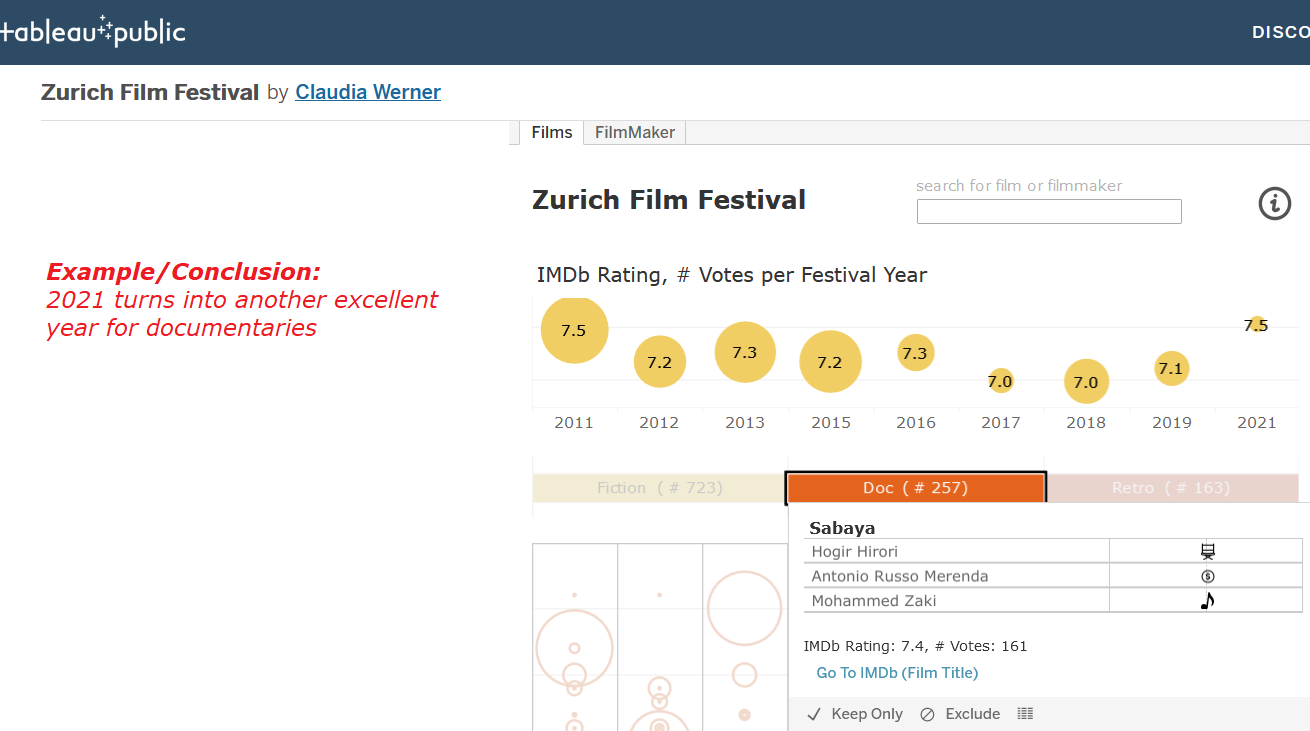 tableau public
DISCO
Zurich Film Festival by Claudia Werner
Films FilmMaker
Zurich Film Festival
search for film or filmmaker
Example/Conclusion:
2021 turns into another excellent
year for documentaries
IMDb Rating, # Votes per Festival Year
7.5 7.2 7.3 7.2 7.3 7.0 7.0 7.1 7.5
2011 2012 2013 2015 2016 2017 2018 2019 2021
Fiction ( # 723) Doc ( # 257) Retro ( # 163)
Sabaya
Hogir Hirori
Antonio Russo Merenda
Mohammed Zaki
IMDb Rating: 7.4, # Votes: 161
Go To IMDb (Film Title)
Keep Only Exclude